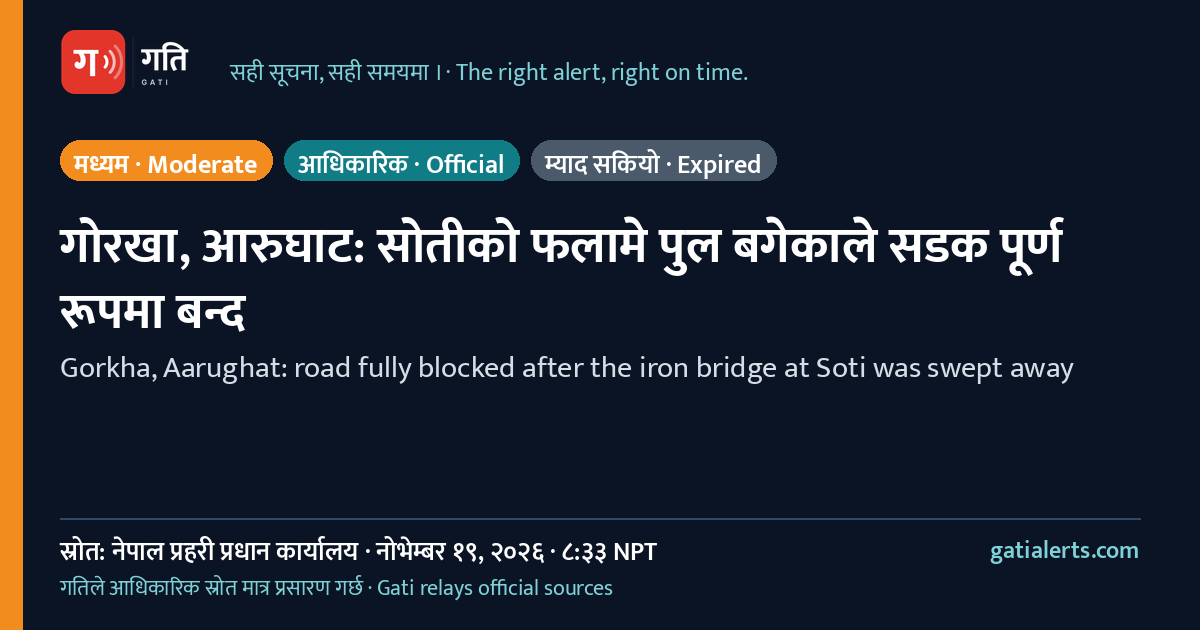 ग गति
GATI
सही सूचना, सही समयमा । · The right alert, right on time.
मध्यम · Moderate आधिकारिक · Official म्याद सकियो · Expired
गोरखा, आरुघाट: सोतीको फलामे पुल बगेकाले सडक पूर्ण
रूपमा बन्द
Gorkha, Aarughat: road fully blocked after the iron bridge at Soti was swept away
स्रोत: नेपाल प्रहरी प्रधान कार्यालय · नोभेम्बर १९, २०२६ · ८:३३ NPT
gatialerts.com
गतिले आधिकारिक स्रोत मात्र प्रसारण गर्छ · Gati relays official sources